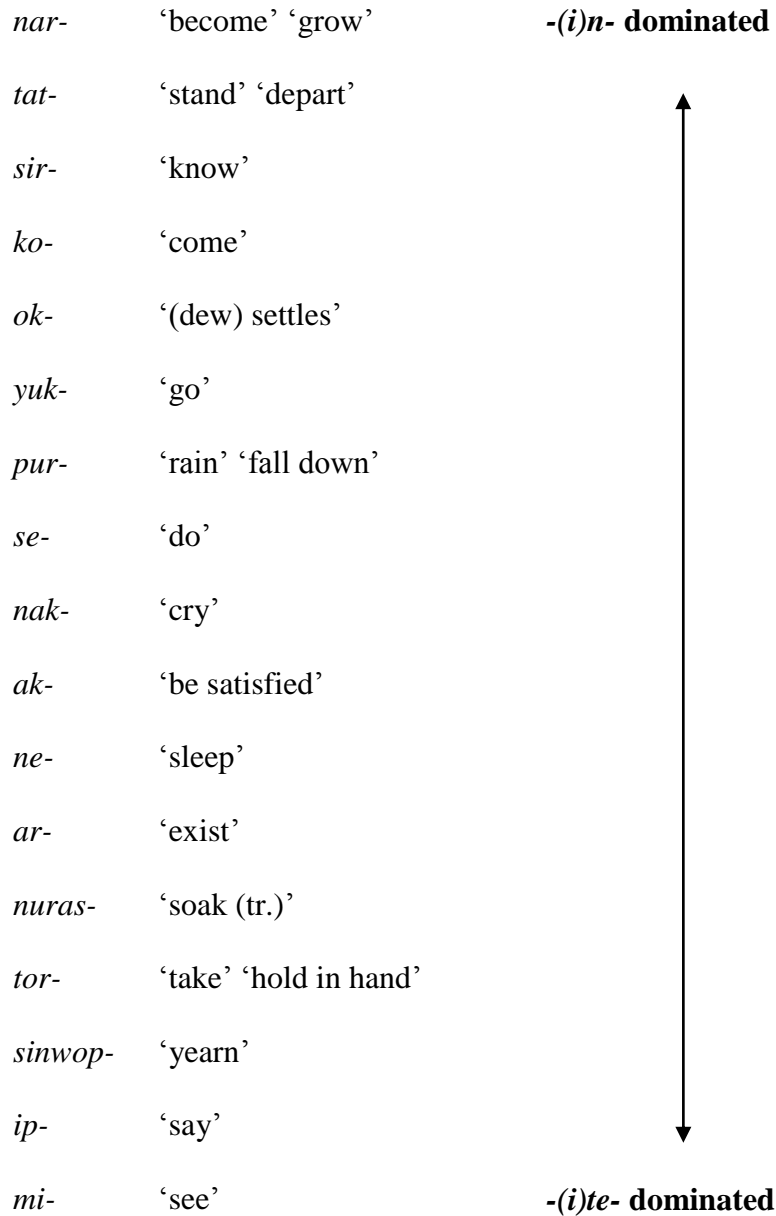 nar- ‘become’ ‘grow’ -(i)n- dominated
tat- ‘stand’ ‘depart’
sir- ‘know’
ko- ‘come’
ok- ‘(dew) settles’
yuk- ‘go’
pur- ‘rain’ ‘fall down’
se- ‘do’
nak- ‘cry’
ak- ‘be satisfied’
ne- ‘sleep’
ar- ‘exist’
nuras- ‘soak (tr.)’
tor- ‘take’ ‘hold in hand’
sinwop- ‘yearn’
ip- ‘say’
mi- ‘see’ -(i)te- dominated